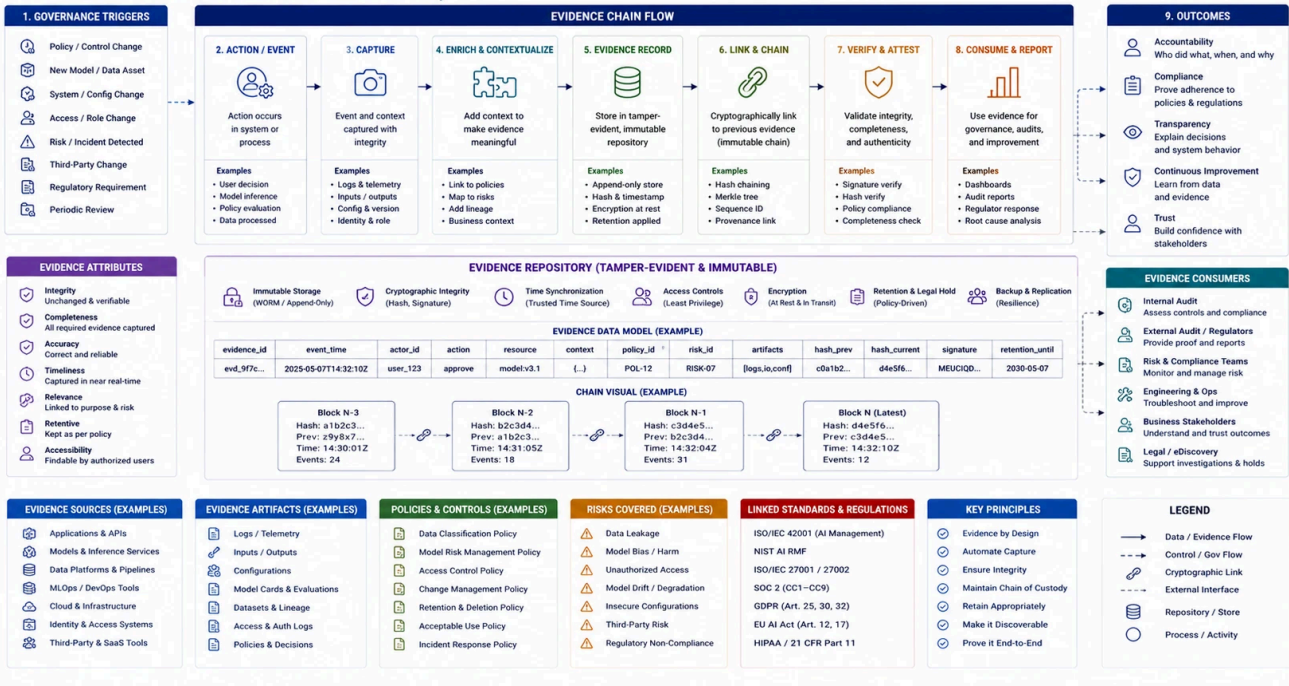 1. GOVERNANCE TRIGGERS
Policy / Control Change
New Model / Data Asset
System / Config Change
Access / Role Change
Risk / Incident Detected
Third-Party Change
Regulatory Requirement
Periodic Review
EVIDENCE CHAIN FLOW
2. ACTION / EVENT
Action occurs
in system or
process
Examples
• User decision
• Model inference
• Policy evaluation
• Data processed
3. CAPTURE
Event and context
captured with
integrity
Examples
• Logs & telemetry
• Inputs / outputs
• Config & version
• Identity & role
4. ENRICH & CONTEXTUALIZE
Add context to
make evidence
meaningful
Examples
• Link to policies
• Map to risks
• Add lineage
• Business context
5. EVIDENCE RECORD
Store in tamper-
evident, immutable
repository
Examples
• Append-only store
• Hash & timestamp
• Encryption at rest
• Retention applied
6. LINK & CHAIN
Cryptographically link
to previous evidence
(immutable chain)
Examples
• Hash chaining
• Merkle tree
• Sequence ID
• Provenance link
7. VERIFY & ATTEST
Validate integrity,
completeness,
and authenticity
Examples
• Signature verify
• Hash verify
• Policy compliance
• Completeness check
8. CONSUME & REPORT
Use evidence for
governance, audits,
and improvement
Examples
• Dashboards
• Audit reports
• Regulator response
• Root cause analysis
9. OUTCOMES
Accountability
Who did what, when, and why
Compliance
Prove adherence to
policies & regulations
Transparency
Explain decisions
and system behavior
Continuous Improvement
Learn from data
and evidence
Trust
Build confidence with
stakeholders
EVIDENCE ATTRIBUTES
Integrity
Unchanged & verifiable
Completeness
All required evidence captured
Accuracy
Correct and reliable
Timeliness
Captured in near real-time
Relevance
Linked to purpose & risk
Retentive
Kept as per policy
Accessibility
Findable by authorized users
EVIDENCE REPOSITORY (TAMPER-EVIDENT & IMMUTABLE)
Immutable Storage
(WORM / Append-Only)
Cryptographic Integrity
(Hash, Signature)
Time Synchronization
(Trusted Time Source)
Access Controls
(Least Privilege)
Encryption
(At Rest & In Transit)
Retention & Legal Hold
(Policy-Driven)
Backup & Replication
(Resilience)
EVIDENCE DATA MODEL (EXAMPLE)
evidence_id event_time actor_id action resource context policy_id risk_id artifacts hash_prev hash_current signature retention_until
evd_9f7c... 2025-05-07T14:32:10Z user_123 approve model:v3.1 {...} POL-12 RISK-07 [logs,io,conf] c0a1b2... d4e5f6... MEUCIQD... 2030-05-07
CHAIN VISUAL (EXAMPLE)
Block N-3
Hash: a1b2c3...
Prev: z9y8x7...
Time: 14:30:01Z
Events: 24
Block N-2
Hash: b2c3d4...
Prev: a1b2c3...
Time: 14:31:05Z
Events: 18
Block N-1
Hash: c3d4e5...
Prev: b2c3d4...
Time: 14:32:04Z
Events: 31
Block N (Latest)
Hash: d4e5f6...
Prev: c3d4e5...
Time: 14:32:10Z
Events: 12
EVIDENCE CONSUMERS
Internal Audit
Assess controls and compliance
External Audit / Regulators
Provide proof and reports
Risk & Compliance Teams
Monitor and manage risk
Engineering & Ops
Troubleshoot and improve
Business Stakeholders
Understand and trust outcomes
Legal / eDiscovery
Support investigations & holds
EVIDENCE SOURCES (EXAMPLES)
Applications & APIs
Models & Inference Services
Data Platforms & Pipelines
MLOps / DevOps Tools
Cloud & Infrastructure
Identity & Access Systems
Third-Party & SaaS Tools
EVIDENCE ARTIFACTS (EXAMPLES)
Logs / Telemetry
Inputs / Outputs
Configurations
Model Cards & Evaluations
Datasets & Lineage
Access & Auth Logs
Policies & Decisions
POLICIES & CONTROLS (EXAMPLES)
Data Classification Policy
Model Risk Management Policy
Access Control Policy
Change Management Policy
Retention & Deletion Policy
Acceptable Use Policy
Incident Response Policy
RISKS COVERED (EXAMPLES)
Data Leakage
Model Bias / Harm
Unauthorized Access
Model Drift / Degradation
Insecure Configurations
Third-Party Risk
Regulatory Non-Compliance
LINKED STANDARDS & REGULATIONS
ISO/IEC 42001 (AI Management)
NIST AI RMF
ISO/IEC 27001 / 27002
SOC 2 (CC1–CC9)
GDPR (Art. 25, 30, 32)
EU AI Act (Art. 12, 17)
HIPAA / 21 CFR Part 11
KEY PRINCIPLES
Evidence by Design
Automate Capture
Ensure Integrity
Maintain Chain of Custody
Retain Appropriately
Make it Discoverable
Prove it End-to-End
LEGEND
Data / Evidence Flow
Control / Gov Flow
Cryptographic Link
External Interface
Repository / Store
Process / Activity